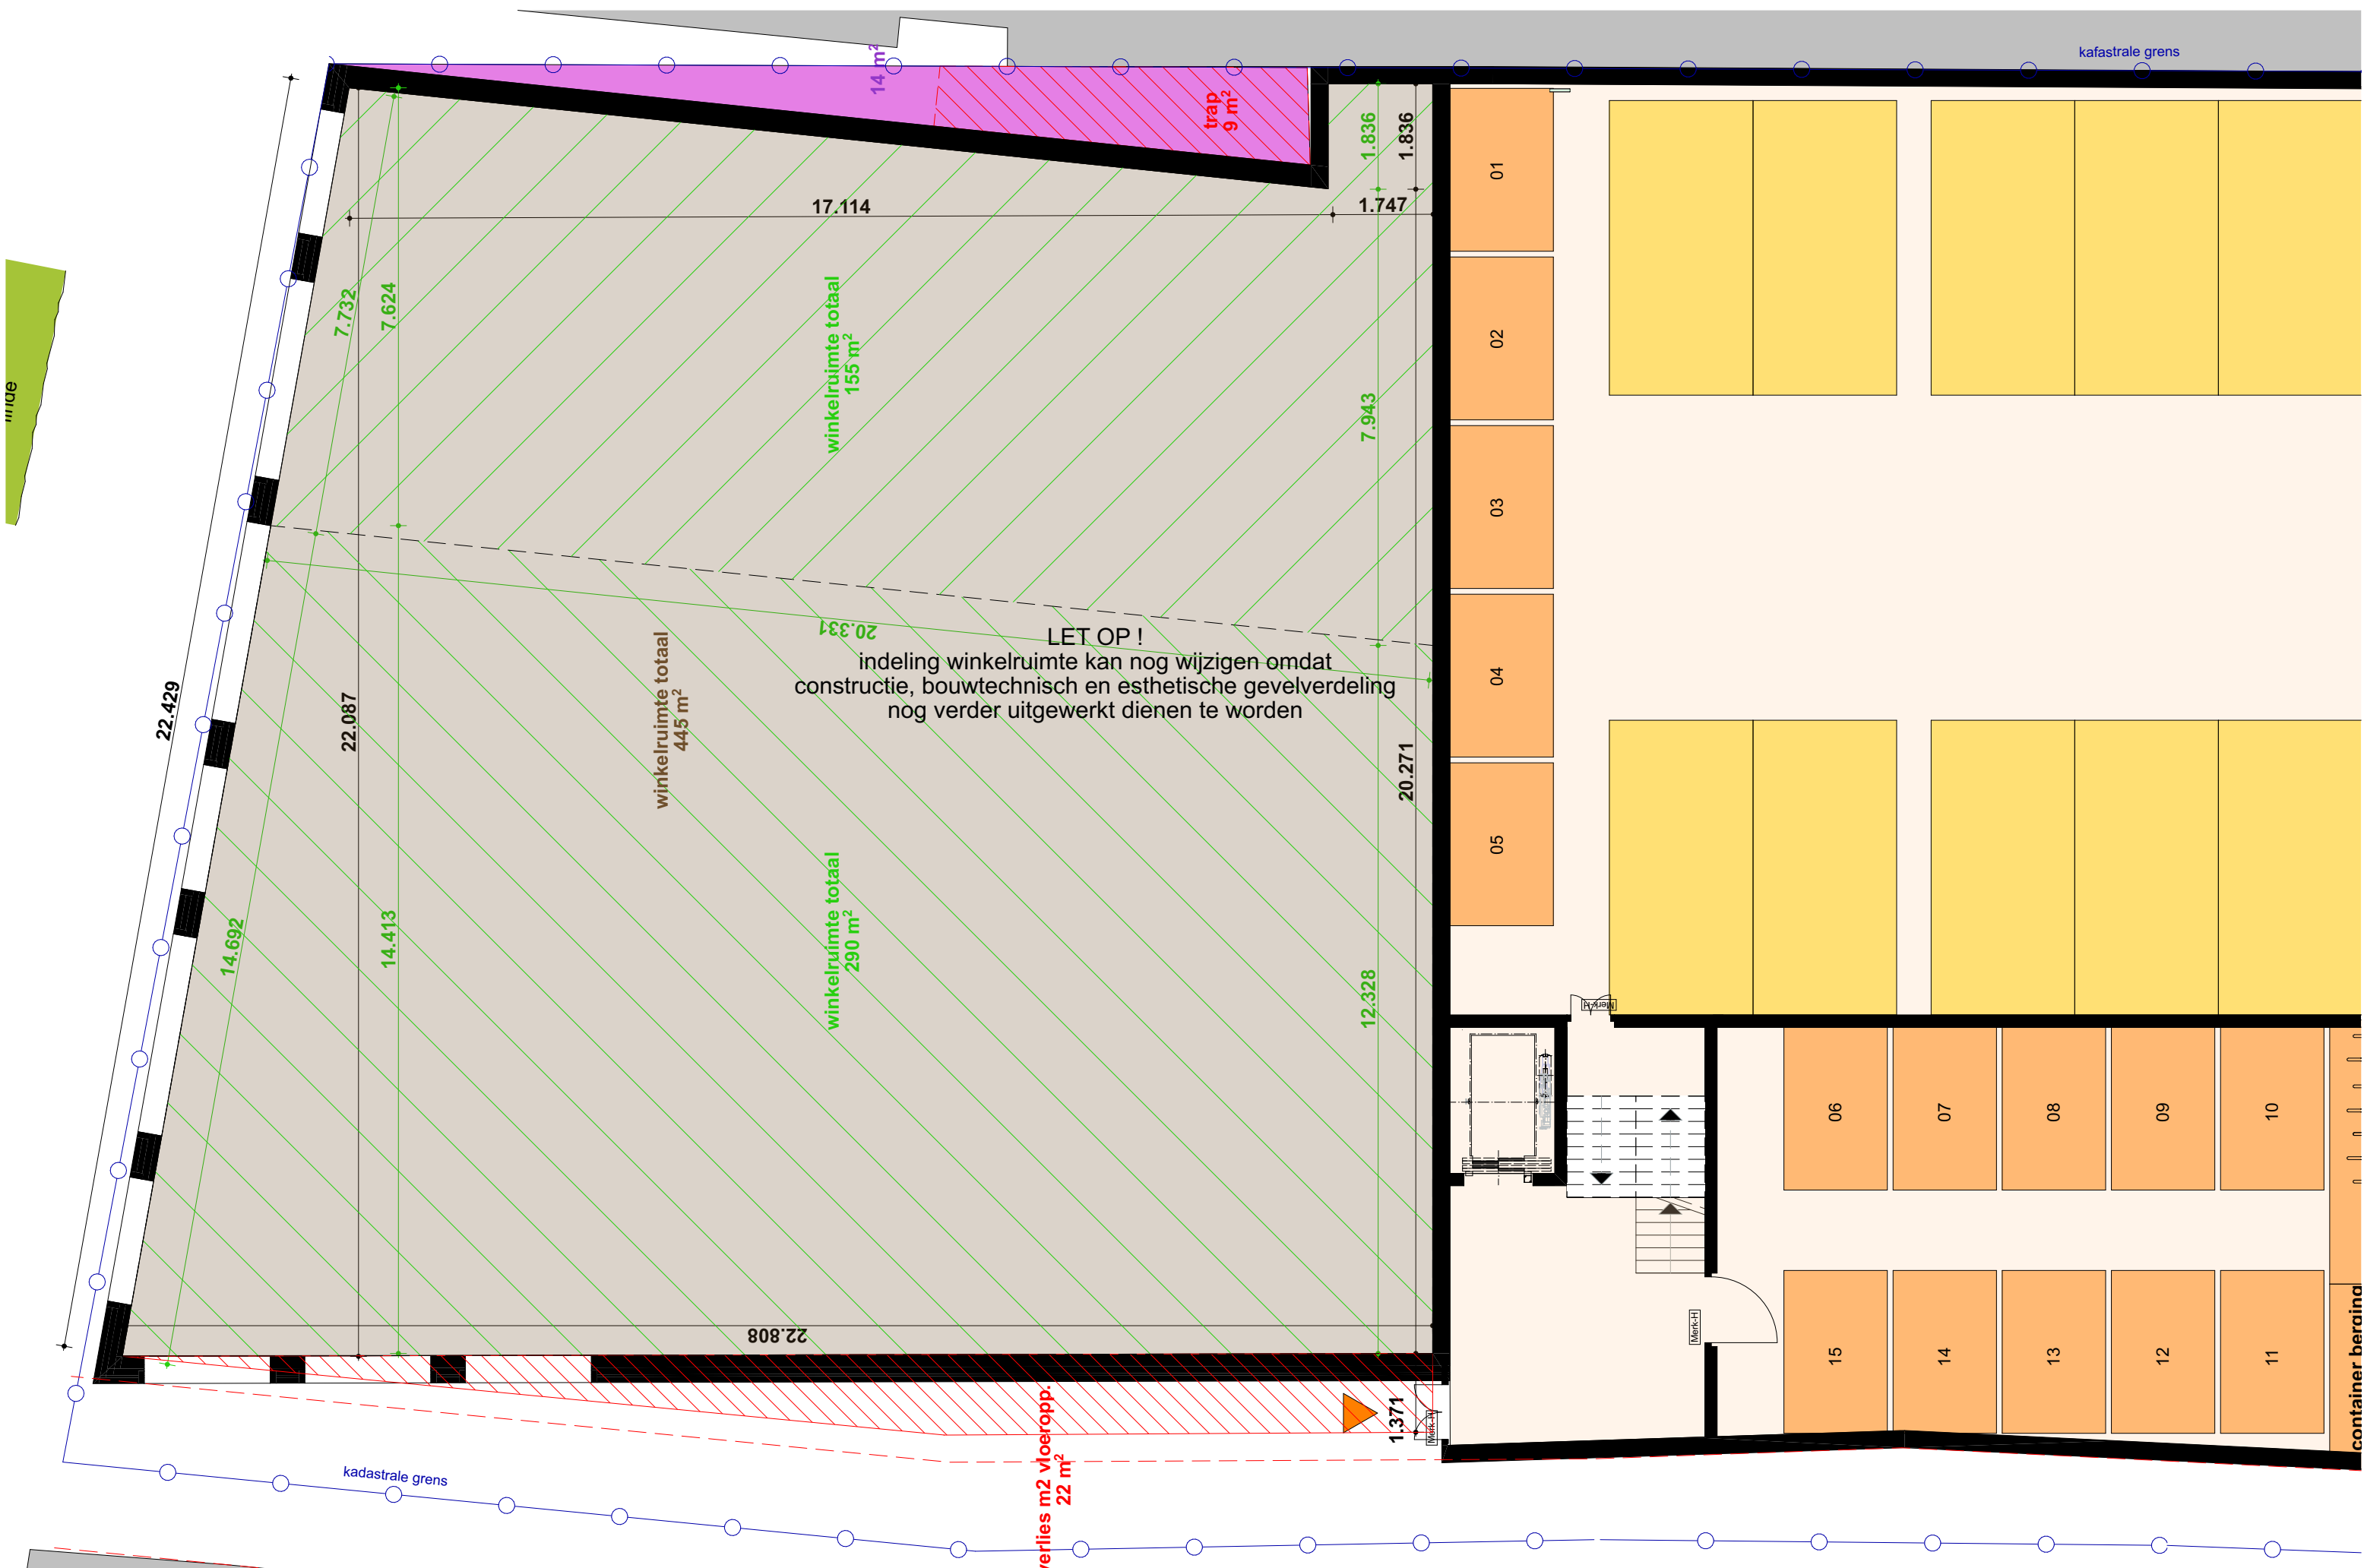 kafastrale grens
14 m²
trap
9 m²
1.836
1.836
17.114
1.747
01
02
03
04
05
7.732
7.624
winkelruimte totaal
155 m²
7.943
20.331
LET OP !
indeling winkelruimte kan nog wijzigen omdat
constructie, bouwtechnisch en esthetische gevelverdeling
nog verder uitgewerkt dienen te worden
22.429
22.087
winkelruimte totaal
445 m²
20.271
14.692
14.413
winkelruimte totaal
290 m²
12.328
Merk-H
06
07
08
09
10
22.808
Merk-H
15
14
13
12
11
container berging
1.371
Merk-H
verlies m2 vloeropp.
22 m²
kadastrale grens